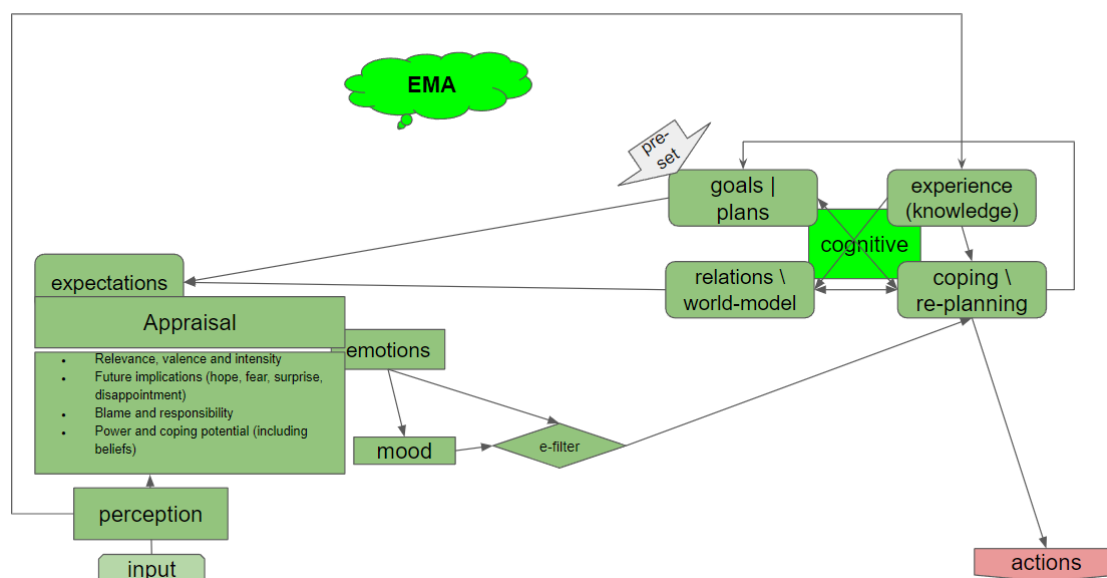 EMA
pre-
set
goals |
plans
experience
(knowledge)
cognitive
expectations
relations \
world-model
coping \
re-planning
Appraisal
emotions
• Relevance, valence and intensity
• Future implications (hope, fear, surprise,
disappointment)
• Blame and responsibility
• Power and coping potential (including
beliefs)
mood
e-filter
perception
input
actions